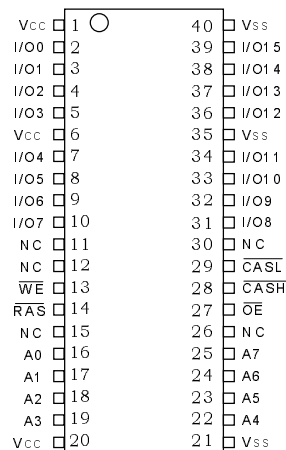 VCC 1 40 VSS
I/O0 2 39 I/O15
I/O1 3 38 I/O14
I/O2 4 37 I/O13
I/O3 5 36 I/O12
VCC 6 35 VSS
I/O4 7 34 I/O11
I/O5 8 33 I/O10
I/O6 9 32 I/O9
I/O7 10 31 I/O8
NC 11 30 NC
NC 12 29 CASL
WE 13 28 CASH
RAS 14 27 OE
NC 15 26 NC
A0 16 25 A7
A1 17 24 A6
A2 18 23 A5
A3 19 22 A4
VCC 20 21 VSS